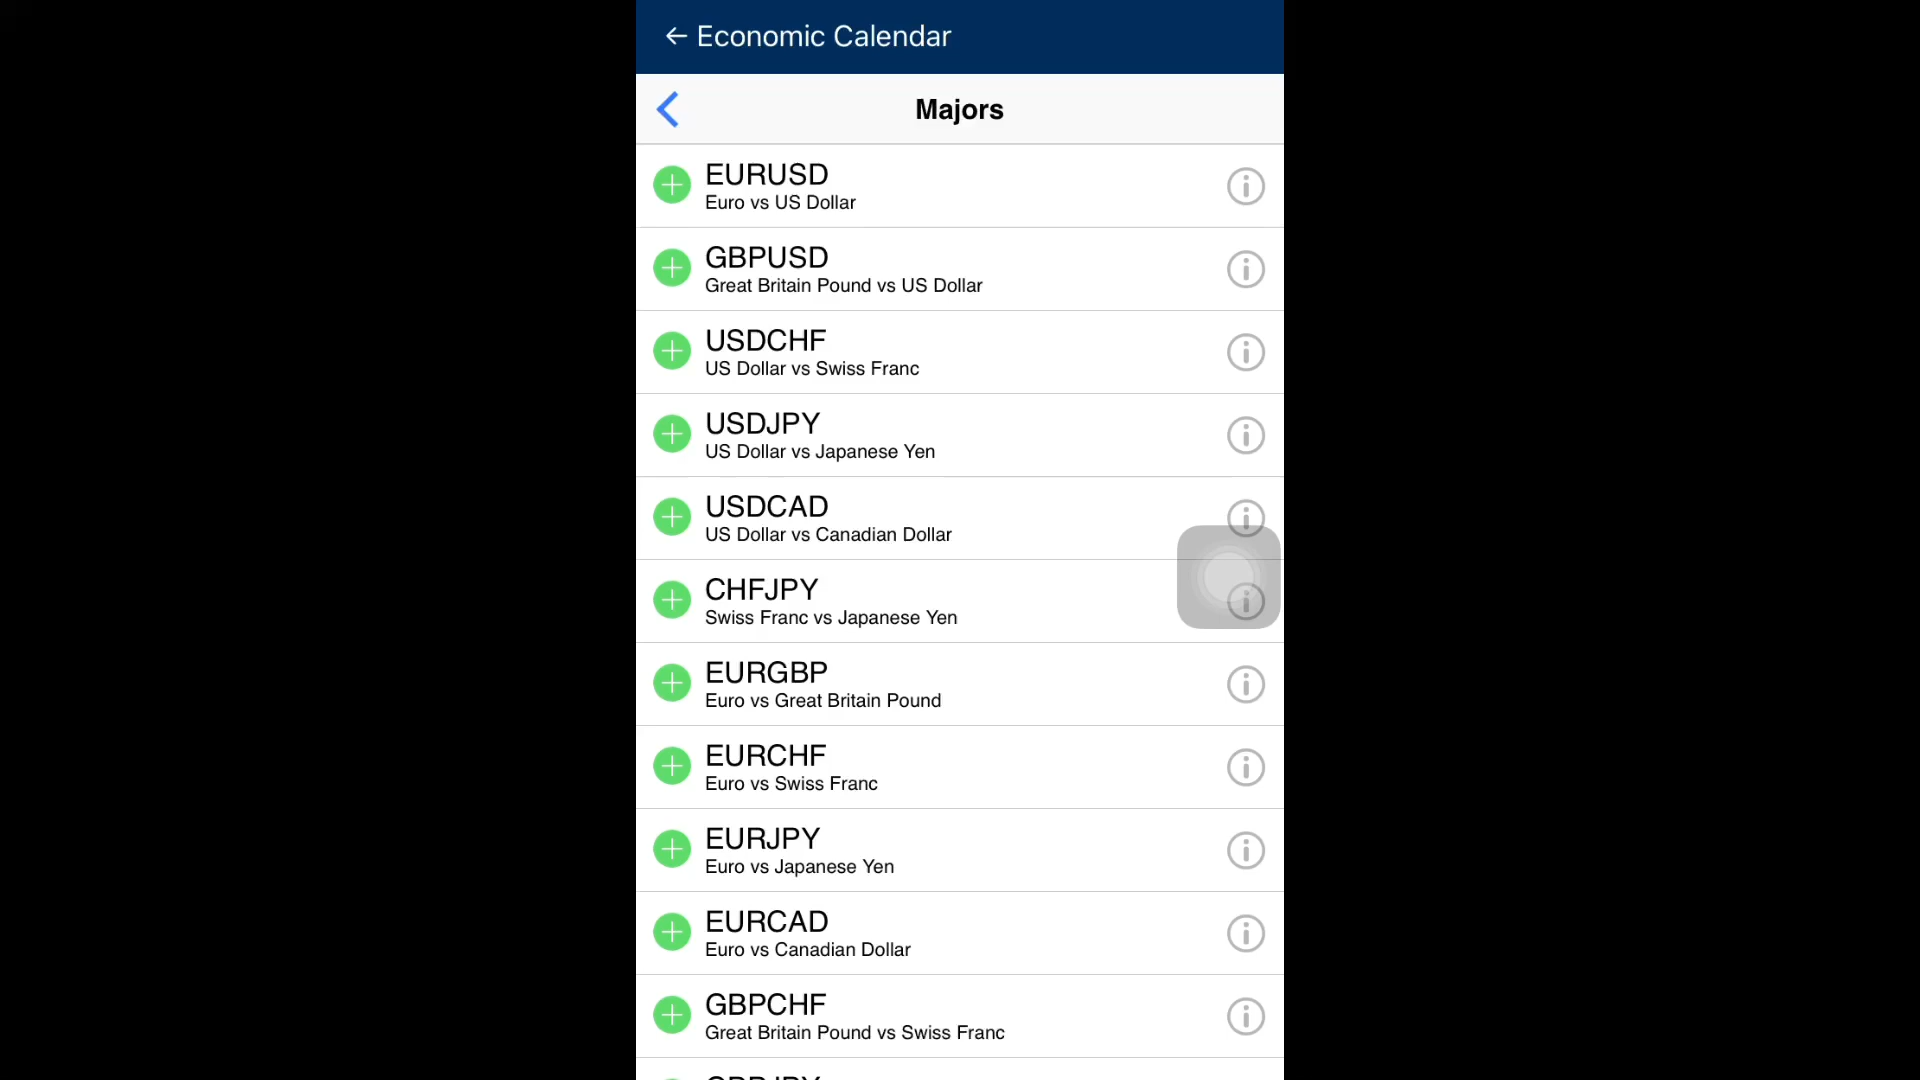 ← Economic Calendar
Majors
EURUSD
Euro vs US Dollar
GBPUSD
Great Britain Pound vs US Dollar
USDCHF
US Dollar vs Swiss Franc
USDJPY
US Dollar vs Japanese Yen
USDCAD
US Dollar vs Canadian Dollar
CHFJPY
Swiss Franc vs Japanese Yen
EURGBP
Euro vs Great Britain Pound
EURCHF
Euro vs Swiss Franc
EURJPY
Euro vs Japanese Yen
EURCAD
Euro vs Canadian Dollar
GBPCHF
Great Britain Pound vs Swiss Franc